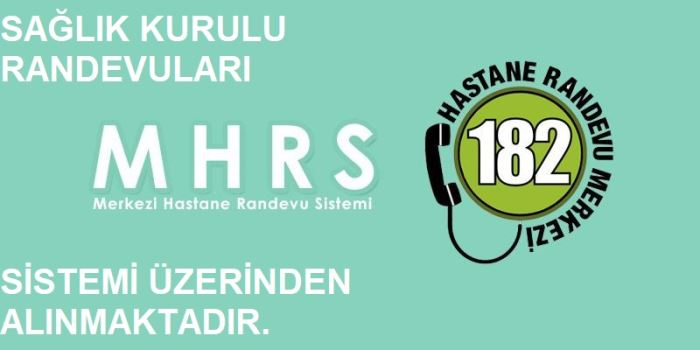 SAĞLIK KURULU
RANDEVULARI
MHRS
Merkezi Hastane Randevu Sistemi
HASTANE RANDEVU MERKEZİ
182
SİSTEMİ ÜZERİNDEN
ALINMAKTADIR.